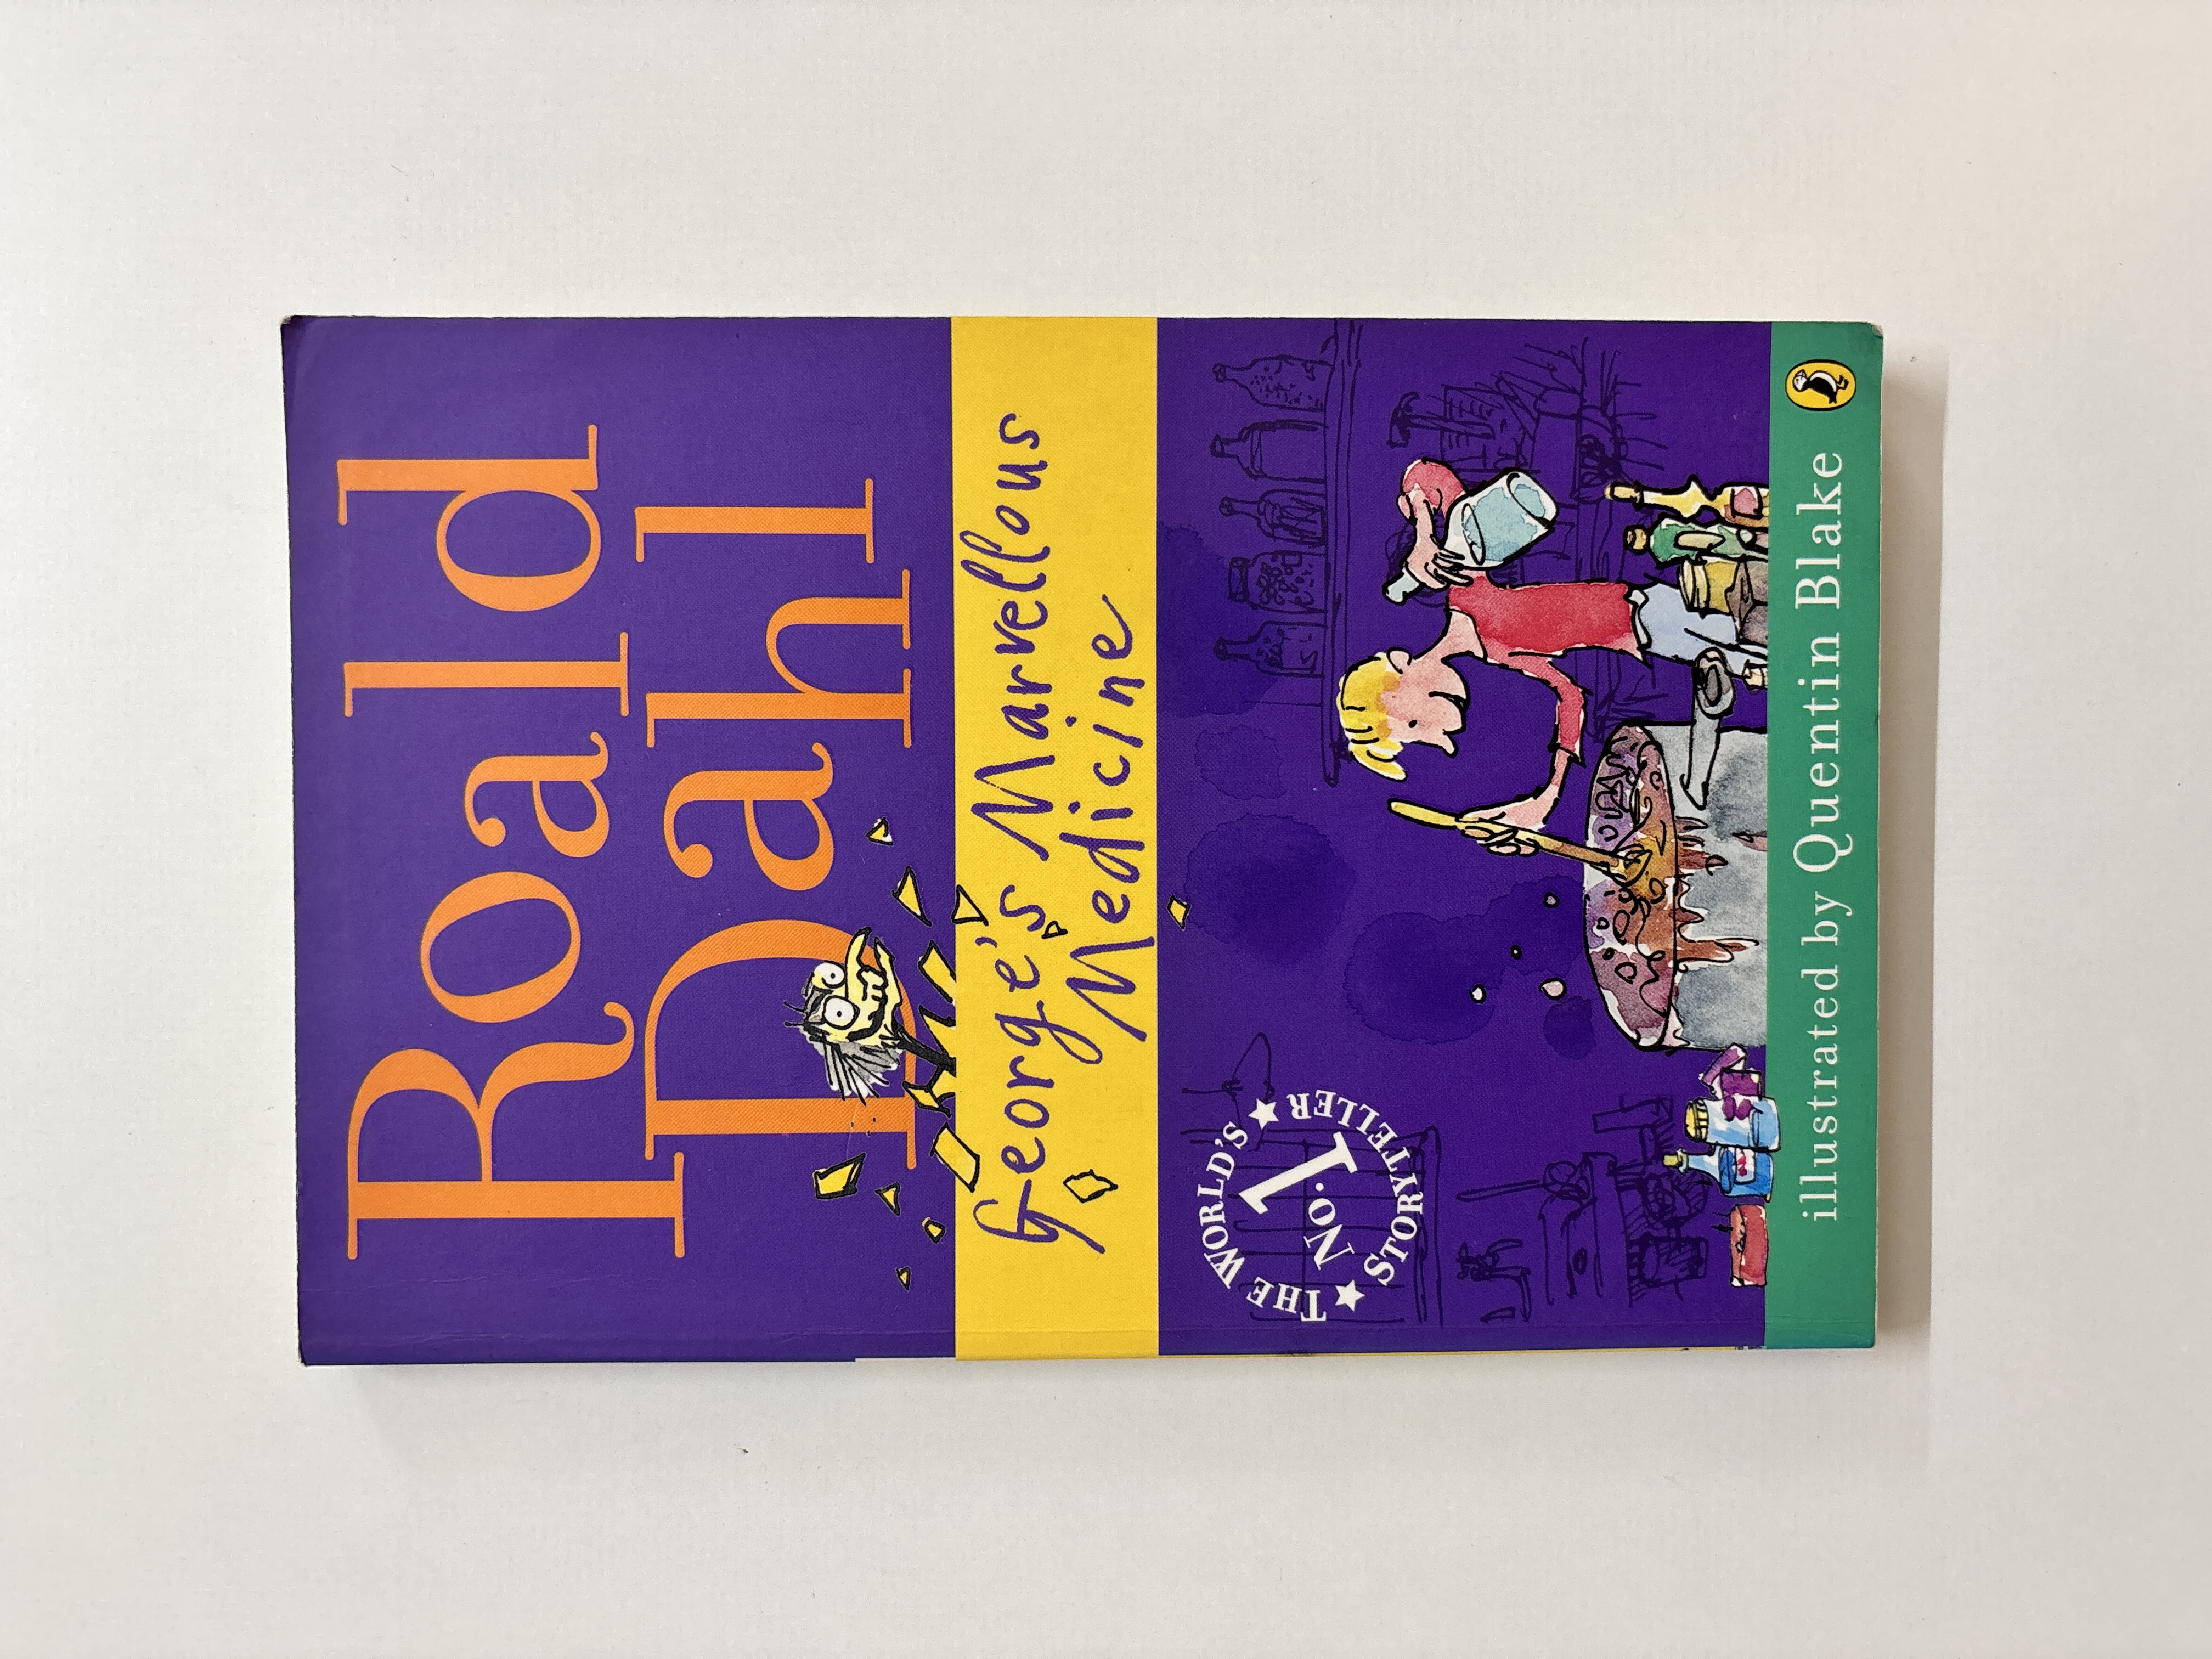 Roald
Dahl
George's Marvellous
Medicine
THE WORLD'S
No. 1
STORYTELLER
illustrated by Quentin Blake